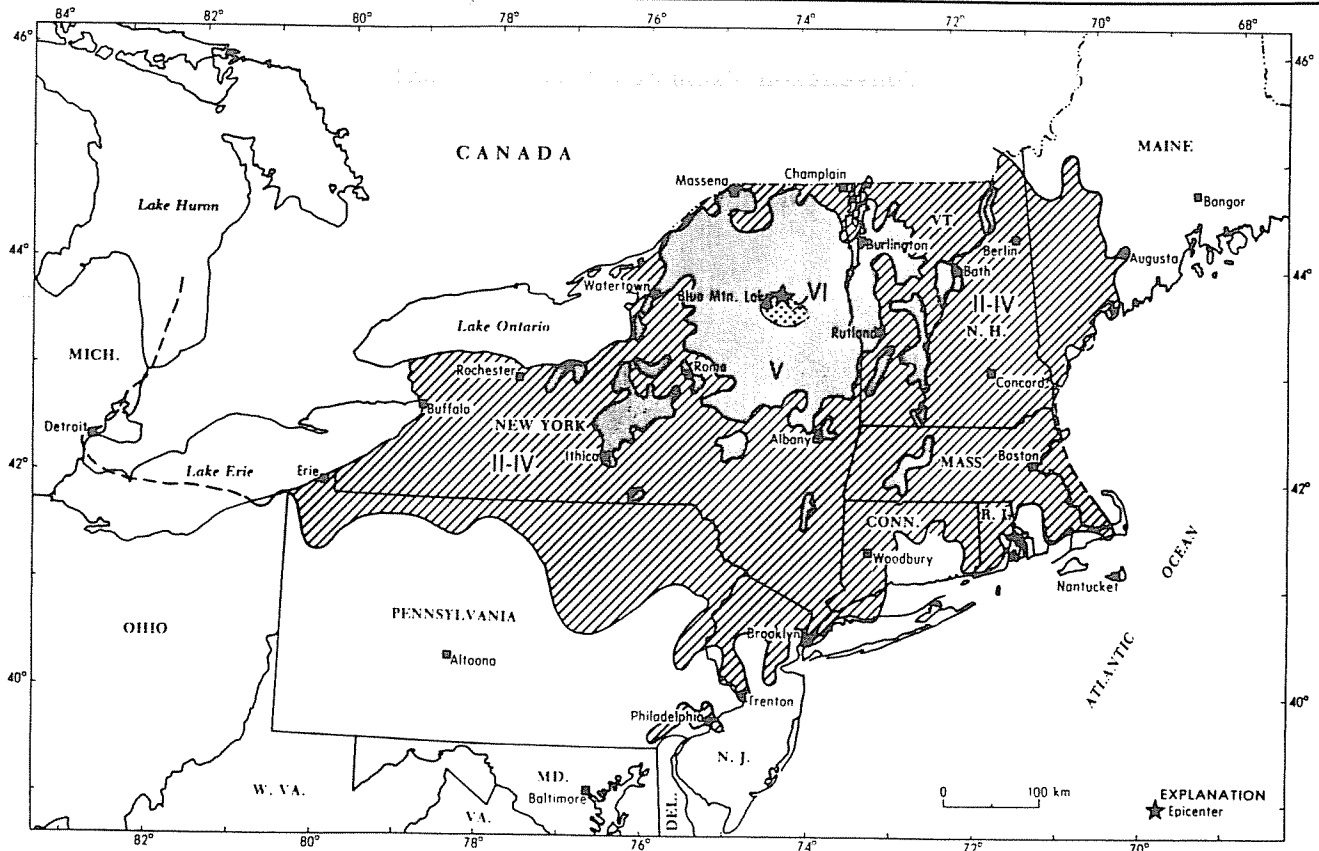 84° 82° 80° 78° 76° 74° 72° 70° 68°
46° 46°
CANADA
MAINE
Massena
Champlain
Bangor
Lake Huron
VT.
44° 44°
Burlington
Berlin
Augusta
Bath
Watertown
Blue Mtn. Lake
VI
II-IV
N. H.
Lake Ontario
Rutland
MICH.
V
Rochester
Roma
Concord
Buffalo
NEW YORK
Detroit
Albany
II-IV
Ithica
MASS.
Boston
42° 42°
Lake Erie
Erie
CONN.
R. I.
Woodbury
OCEAN
Nantucket
PENNSYLVANIA
OHIO
Brooklyn
Altoona
ATLANTIC
40° 40°
Trenton
Philadelphia
N. J.
MD.
W. VA.
Baltimore
0 100 km
EXPLANATION
Epicenter
VA.
DEL.
82° 80° 78° 76° 74° 72° 70°